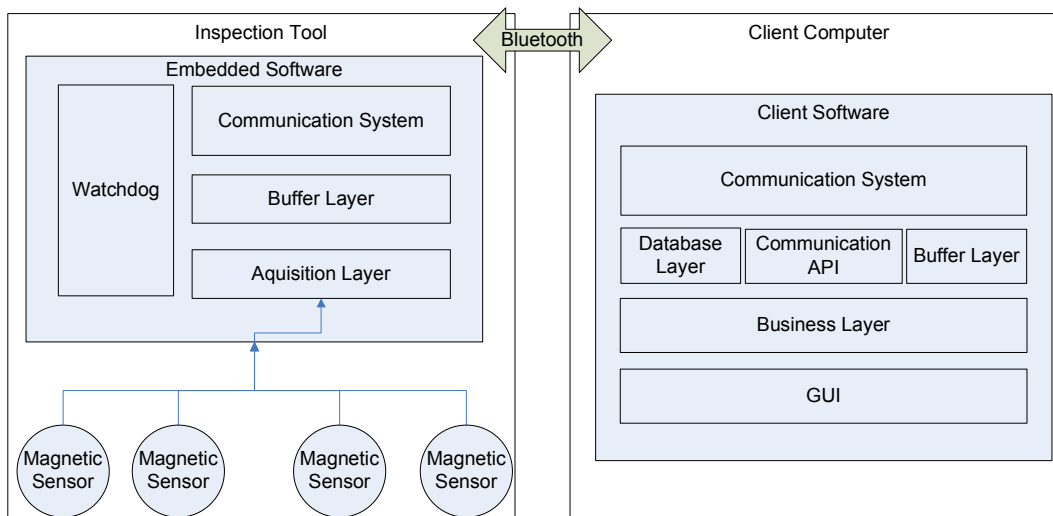 Inspection Tool
Bluetooth
Client Computer
Embedded Software
Watchdog
Communication System
Buffer Layer
Aquisition Layer
Magnetic
Sensor
Magnetic
Sensor
Magnetic
Sensor
Magnetic
Sensor
Client Software
Communication System
Database
Layer
Communication
API
Buffer Layer
Business Layer
GUI